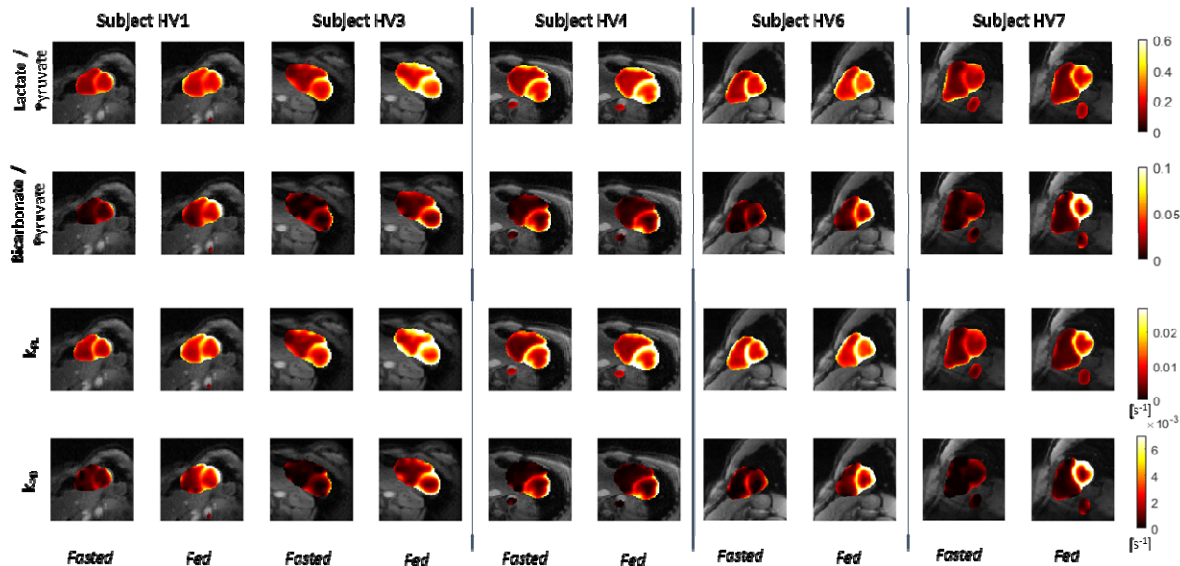 Subject HV1 Subject HV3 Subject HV4 Subject HV6 Subject HV7
Lactate /
Pyruvate
0.6
0.4
0.2
0
Bicarbonate /
Pyruvate
0.1
0.05
0
kPL
0.02
0.01
0
[s-1]
× 10-3
kPB
6
4
2
0
[s-1]
Fasted Fed Fasted Fed Fasted Fed Fasted Fed Fasted Fed